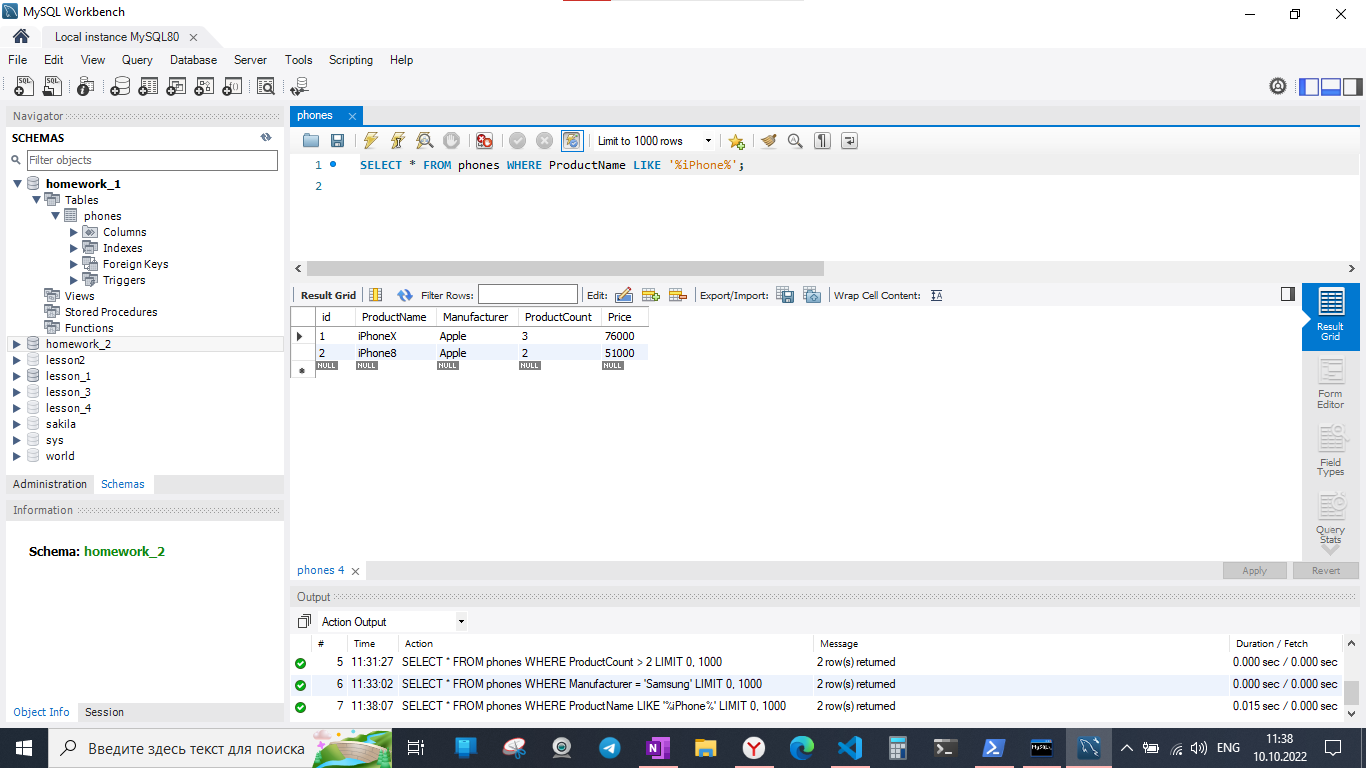 MySQL Workbench
Local instance MySQL80
File Edit View Query Database Server Tools Scripting Help
Navigator
SCHEMAS
Filter objects
homework_1
Tables
phones
Columns
Indexes
Foreign Keys
Triggers
Views
Stored Procedures
Functions
homework_2
lesson2
lesson_1
lesson_3
lesson_4
sakila
sys
world
Administration Schemas
Information
Schema: homework_2
Object Info Session
phones
Limit to 1000 rows
1 SELECT * FROM phones WHERE ProductName LIKE '%iPhone%';
2
Result Grid Filter Rows: Edit: Export/Import: Wrap Cell Content:
id ProductName Manufacturer ProductCount Price
1 iPhoneX Apple 3 76000
2 iPhone8 Apple 2 51000
NULL NULL NULL NULL NULL
Result
Grid
Form
Editor
Field
Types
Query
Stats
phones 4
Apply Revert
Output
Action Output
# Time Action Message Duration / Fetch
5 11:31:27 SELECT * FROM phones WHERE ProductCount > 2 LIMIT 0, 1000 2 row(s) returned 0.000 sec / 0.000 sec
6 11:33:02 SELECT * FROM phones WHERE Manufacturer = 'Samsung' LIMIT 0, 1000 2 row(s) returned 0.000 sec / 0.000 sec
7 11:38:07 SELECT * FROM phones WHERE ProductName LIKE '%iPhone%' LIMIT 0, 1000 2 row(s) returned 0.015 sec / 0.000 sec
Введите здесь текст для поиска
ENG
11:38
10.10.2022